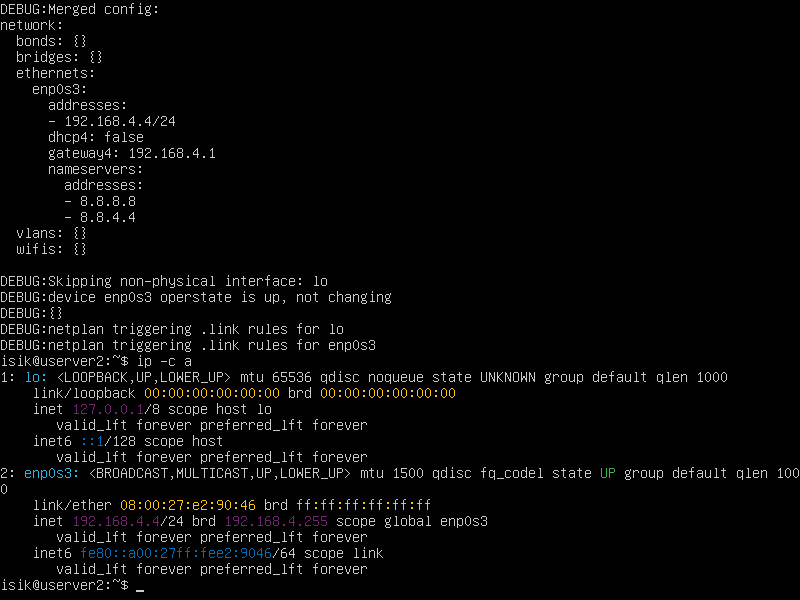 DEBUG:Merged config:
network:
  bonds: {}
  bridges: {}
  ethernets:
    enp0s3:
      addresses:
      - 192.168.4.4/24
      dhcp4: false
      gateway4: 192.168.4.1
      nameservers:
        addresses:
        - 8.8.8.8
        - 8.8.4.4
  vlans: {}
  wifis: {}

DEBUG:Skipping non-physical interface: lo
DEBUG:device enp0s3 operstate is up, not changing
DEBUG:{}
DEBUG:netplan triggering .link rules for lo
DEBUG:netplan triggering .link rules for enp0s3
isik@userver2:~$ ip -c a
1: lo: <LOOPBACK,UP,LOWER_UP> mtu 65536 qdisc noqueue state UNKNOWN group default qlen 1000
    link/loopback 00:00:00:00:00:00 brd 00:00:00:00:00:00
    inet 127.0.0.1/8 scope host lo
       valid_lft forever preferred_lft forever
    inet6 ::1/128 scope host
       valid_lft forever preferred_lft forever
2: enp0s3: <BROADCAST,MULTICAST,UP,LOWER_UP> mtu 1500 qdisc fq_codel state UP group default qlen 100
0
    link/ether 08:00:27:e2:90:46 brd ff:ff:ff:ff:ff:ff
    inet 192.168.4.4/24 brd 192.168.4.255 scope global enp0s3
       valid_lft forever preferred_lft forever
    inet6 fe80::a00:27ff:fee2:9046/64 scope link
       valid_lft forever preferred_lft forever
isik@userver2:~$ _